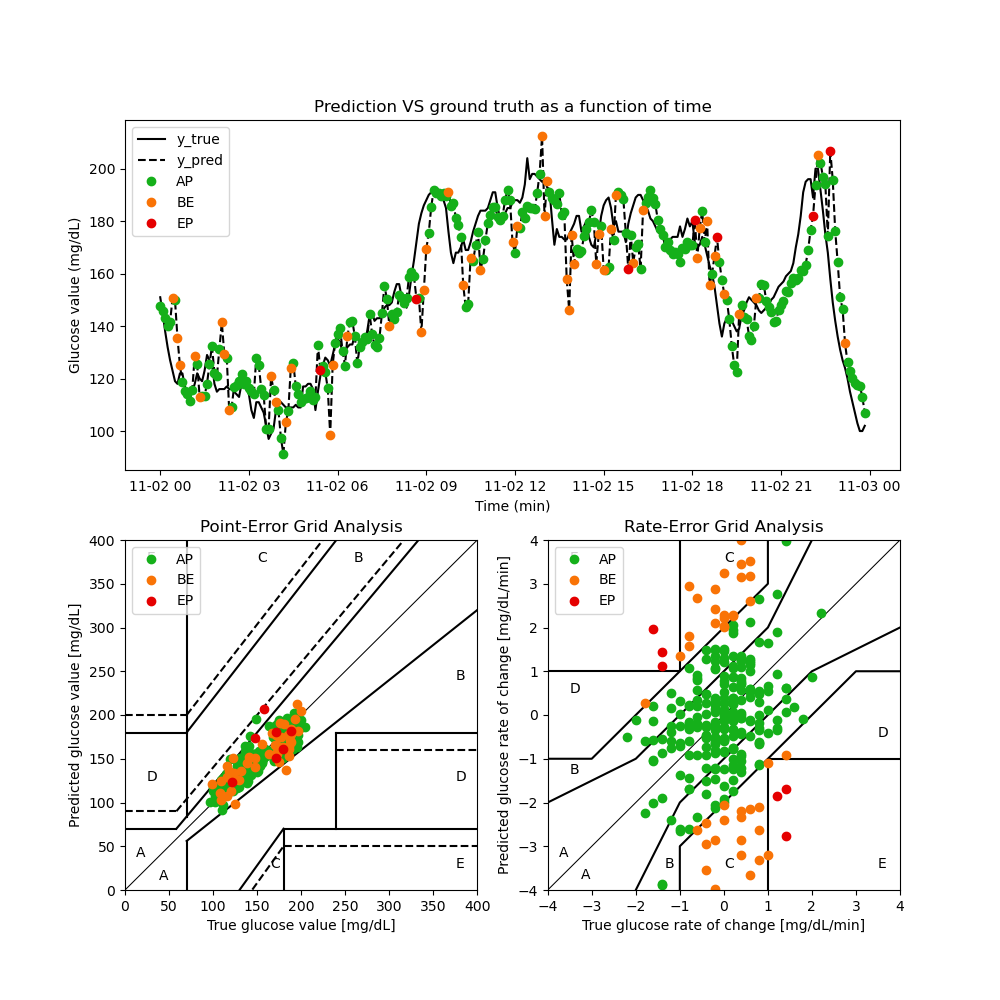 Prediction VS ground truth as a function of time
Glucose value (mg/dL)
200
180
160
140
120
100
y_true
y_pred
AP
BE
EP
11-02 00 11-02 03 11-02 06 11-02 09 11-02 12 11-02 15 11-02 18 11-02 21 11-03 00
Time (min)
Point-Error Grid Analysis
Predicted glucose value [mg/dL]
400
350
300
250
200
150
100
50
0
AP
BE
EP
C
B
B
D
D
A
A
C
E
0 50 100 150 200 250 300 350 400
True glucose value [mg/dL]
Rate-Error Grid Analysis
Predicted glucose rate of change [mg/dL/min]
4
3
2
1
0
−1
−2
−3
−4
AP
BE
EP
C
D
D
B
A
A
B
C
E
−4 −3 −2 −1 0 1 2 3 4
True glucose rate of change [mg/dL/min]